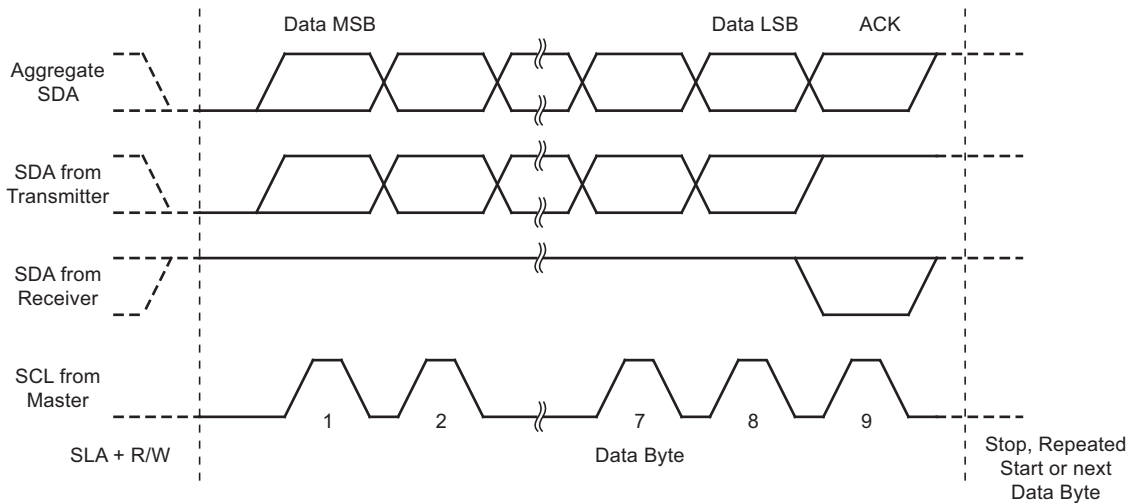 Data MSB
Data LSB
ACK
Aggregate
SDA
SDA from
Transmitter
SDA from
Receiver
SCL from
Master
1
2
7
8
9
SLA + R/W
Data Byte
Stop, Repeated
Start or next
Data Byte